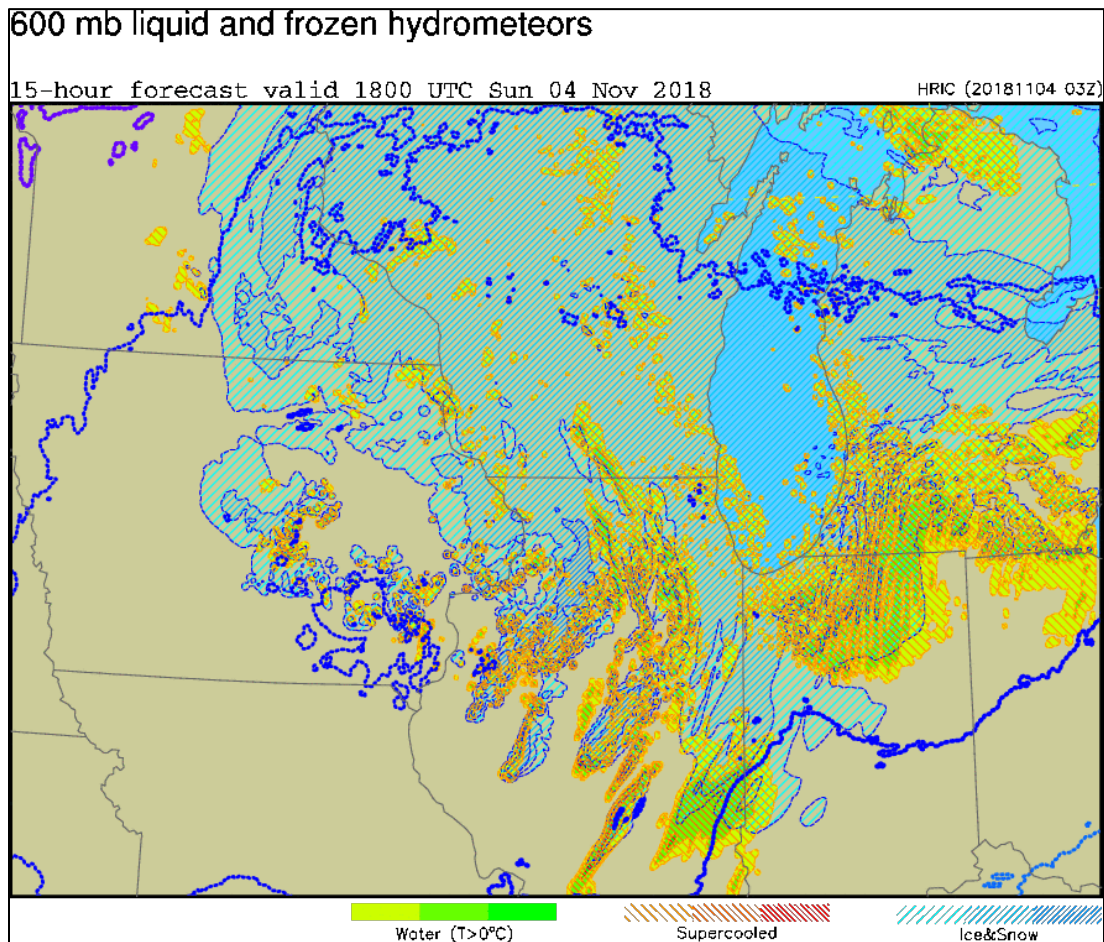 600 mb liquid and frozen hydrometeors
15-hour forecast valid 1800 UTC Sun 04 Nov 2018
HRIC (20181104 03Z)
Water (T>0°C)
Supercooled
Ice&Snow